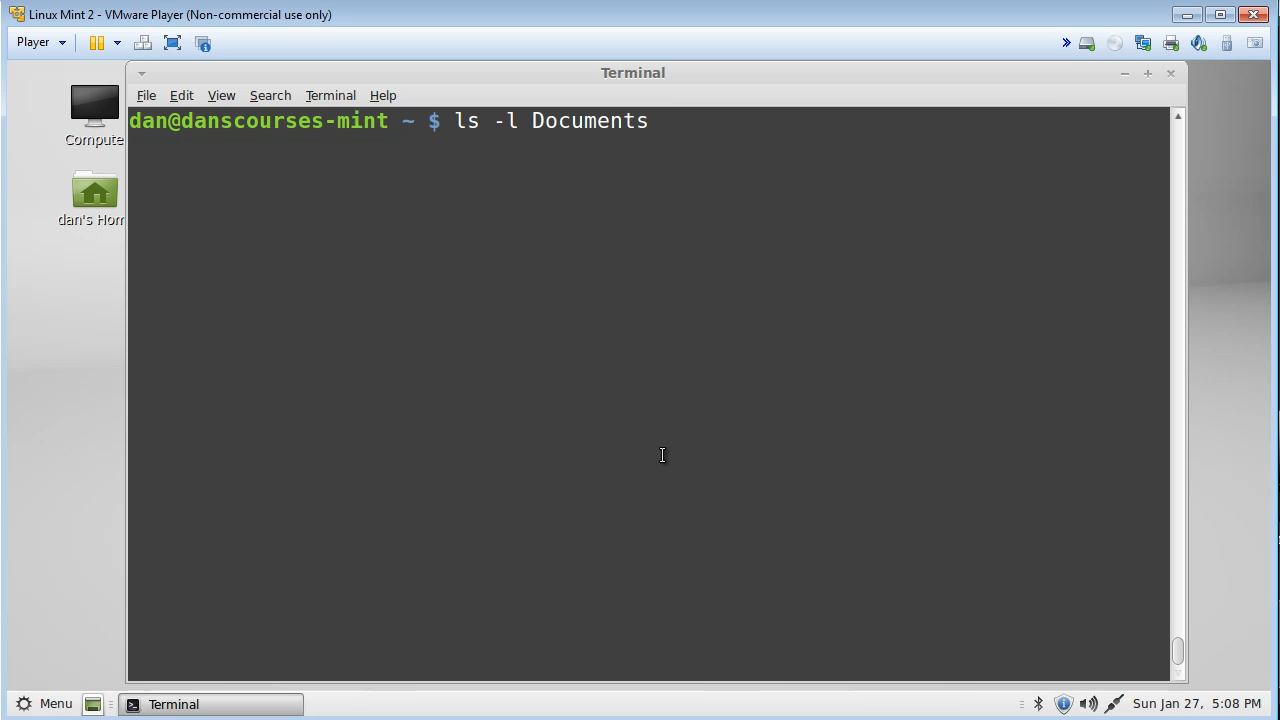 Linux Mint 2 - VMware Player (Non-commercial use only)
Player
Terminal
File Edit View Search Terminal Help
dan@danscourses-mint ~ $ ls -l Documents
Compute
dan's Hom
Menu Terminal Sun Jan 27, 5:08 PM